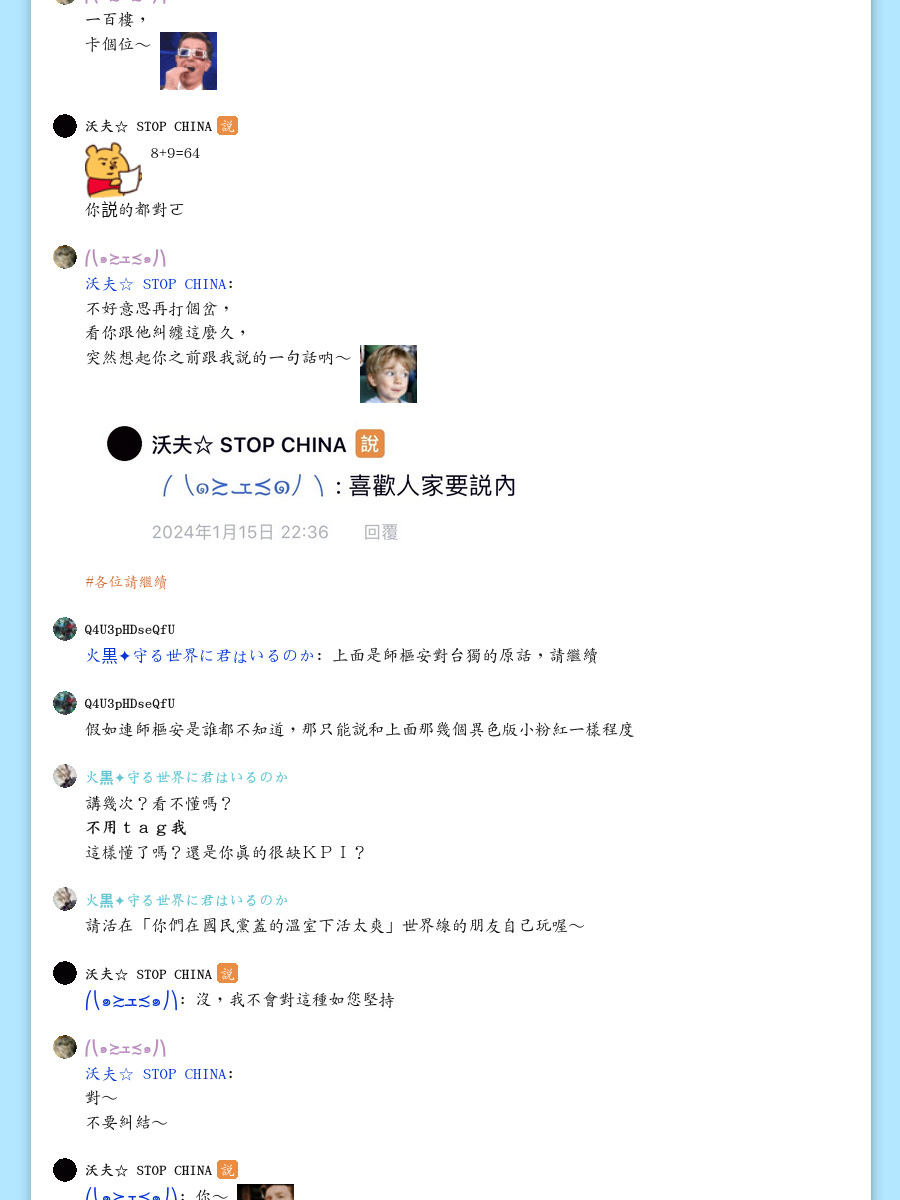 一百樓，
卡個位～
沃夫☆ STOP CHINA 説
8+9=64
你説的都對ㄛ
⎛⎝๑≿ᆺ≾๑⎠⎞
沃夫☆ STOP CHINA:
不好意思再打個岔，
看你跟他糾纏這麼久，
突然想起你之前跟我説的一句話吶～
沃夫☆ STOP CHINA 說
⎛⎝๑≿ᆺ≾๑⎠⎞ : 喜歡人家要説內
2024年1月15日 22:36 回覆
#各位請繼續
Q4U3pHDseQfU
火黒✦守る世界に君はいるのか: 上面是師樞安對台獨的原話，請繼續
Q4U3pHDseQfU
假如連師樞安是誰都不知道，那只能説和上面那幾個異色版小粉紅一樣程度
火黒✦守る世界に君はいるのか
講幾次？看不懂嗎？
不用ｔａｇ我
這樣懂了嗎？還是你真的很缺ＫＰＩ？
火黒✦守る世界に君はいるのか
請活在「你們在國民黨蓋的溫室下活太爽」世界線的朋友自己玩喔～
沃夫☆ STOP CHINA 説
⎛⎝๑≿ᆺ≾๑⎠⎞: 沒，我不會對這種如您堅持
⎛⎝๑≿ᆺ≾๑⎠⎞
沃夫☆ STOP CHINA:
對～
不要糾結～
沃夫☆ STOP CHINA 説
⎛⎝๑≿ᆺ≾๑⎠⎞: 你～